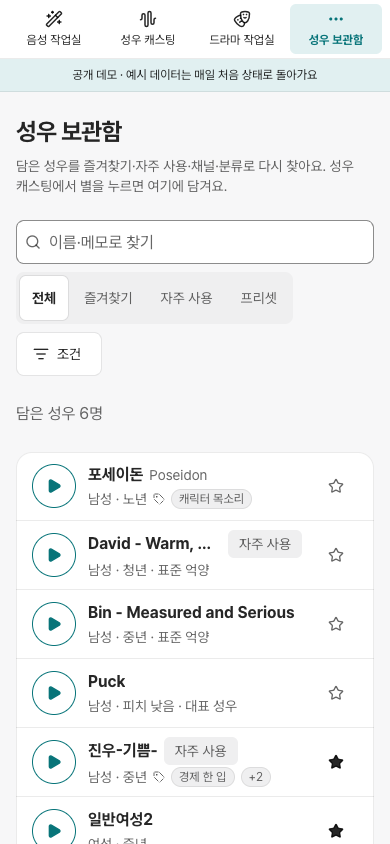 음성 작업실
성우 캐스팅
드라마 작업실
성우 보관함
공개 데모 · 예시 데이터는 매일 처음 상태로 돌아가요
성우 보관함
담은 성우를 즐겨찾기·자주 사용·채널·분류로 다시 찾아요. 성우
캐스팅에서 별을 누르면 여기에 담겨요.
이름·메모로 찾기
전체
즐겨찾기
자주 사용
프리셋
조건
담은 성우 6명
포세이돈 Poseidon
남성 · 노년 캐릭터 목소리
David - Warm, ... 자주 사용
남성 · 청년 · 표준 억양
Bin - Measured and Serious
남성 · 중년 · 표준 억양
Puck
남성 · 피치 낮음 · 대표 성우
진우-기쁨- 자주 사용
남성 · 중년 경제 한 입 +2
일반여성2
여성 · 중년